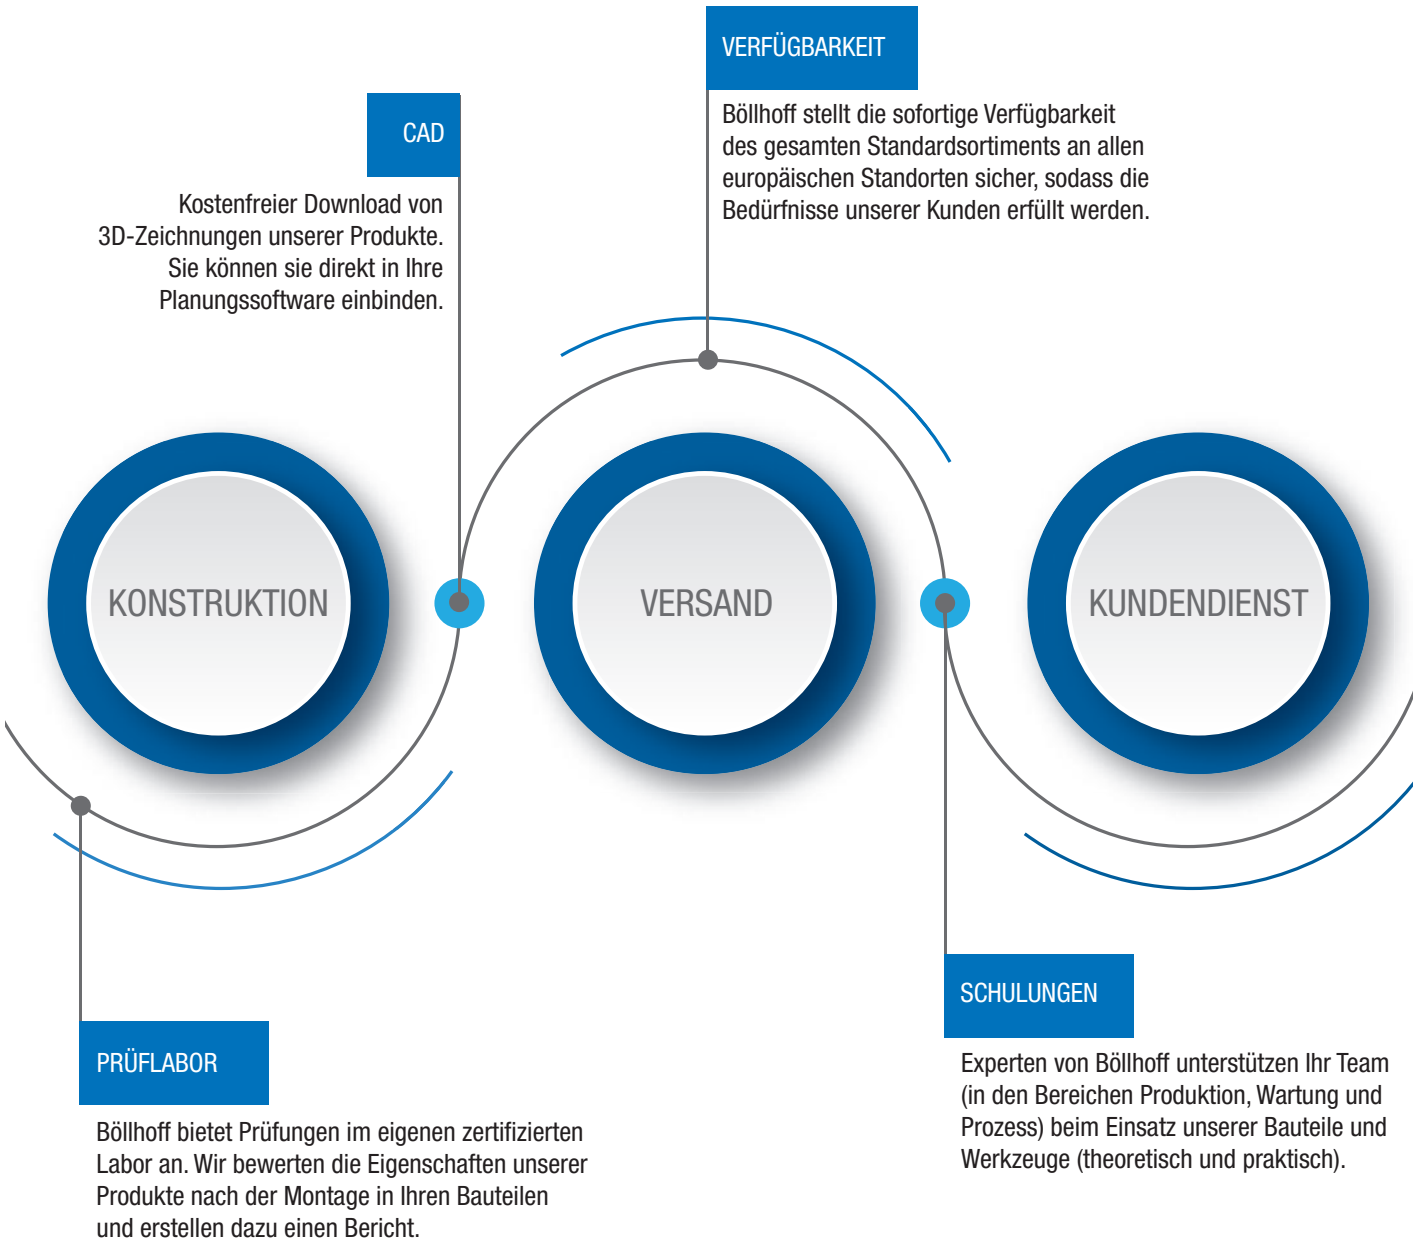 VERFÜGBARKEIT
Böllhoff stellt die sofortige Verfügbarkeit
des gesamten Standardsortiments an allen
europäischen Standorten sicher, sodass die
Bedürfnisse unserer Kunden erfüllt werden.
CAD
Kostenfreier Download von
3D-Zeichnungen unserer Produkte.
Sie können sie direkt in Ihre
Planungssoftware einbinden.
KONSTRUKTION
VERSAND
KUNDENDIENST
PRÜFLABOR
Böllhoff bietet Prüfungen im eigenen zertifizierten
Labor an. Wir bewerten die Eigenschaften unserer
Produkte nach der Montage in Ihren Bauteilen
und erstellen dazu einen Bericht.
SCHULUNGEN
Experten von Böllhoff unterstützen Ihr Team
(in den Bereichen Produktion, Wartung und
Prozess) beim Einsatz unserer Bauteile und
Werkzeuge (theoretisch und praktisch).